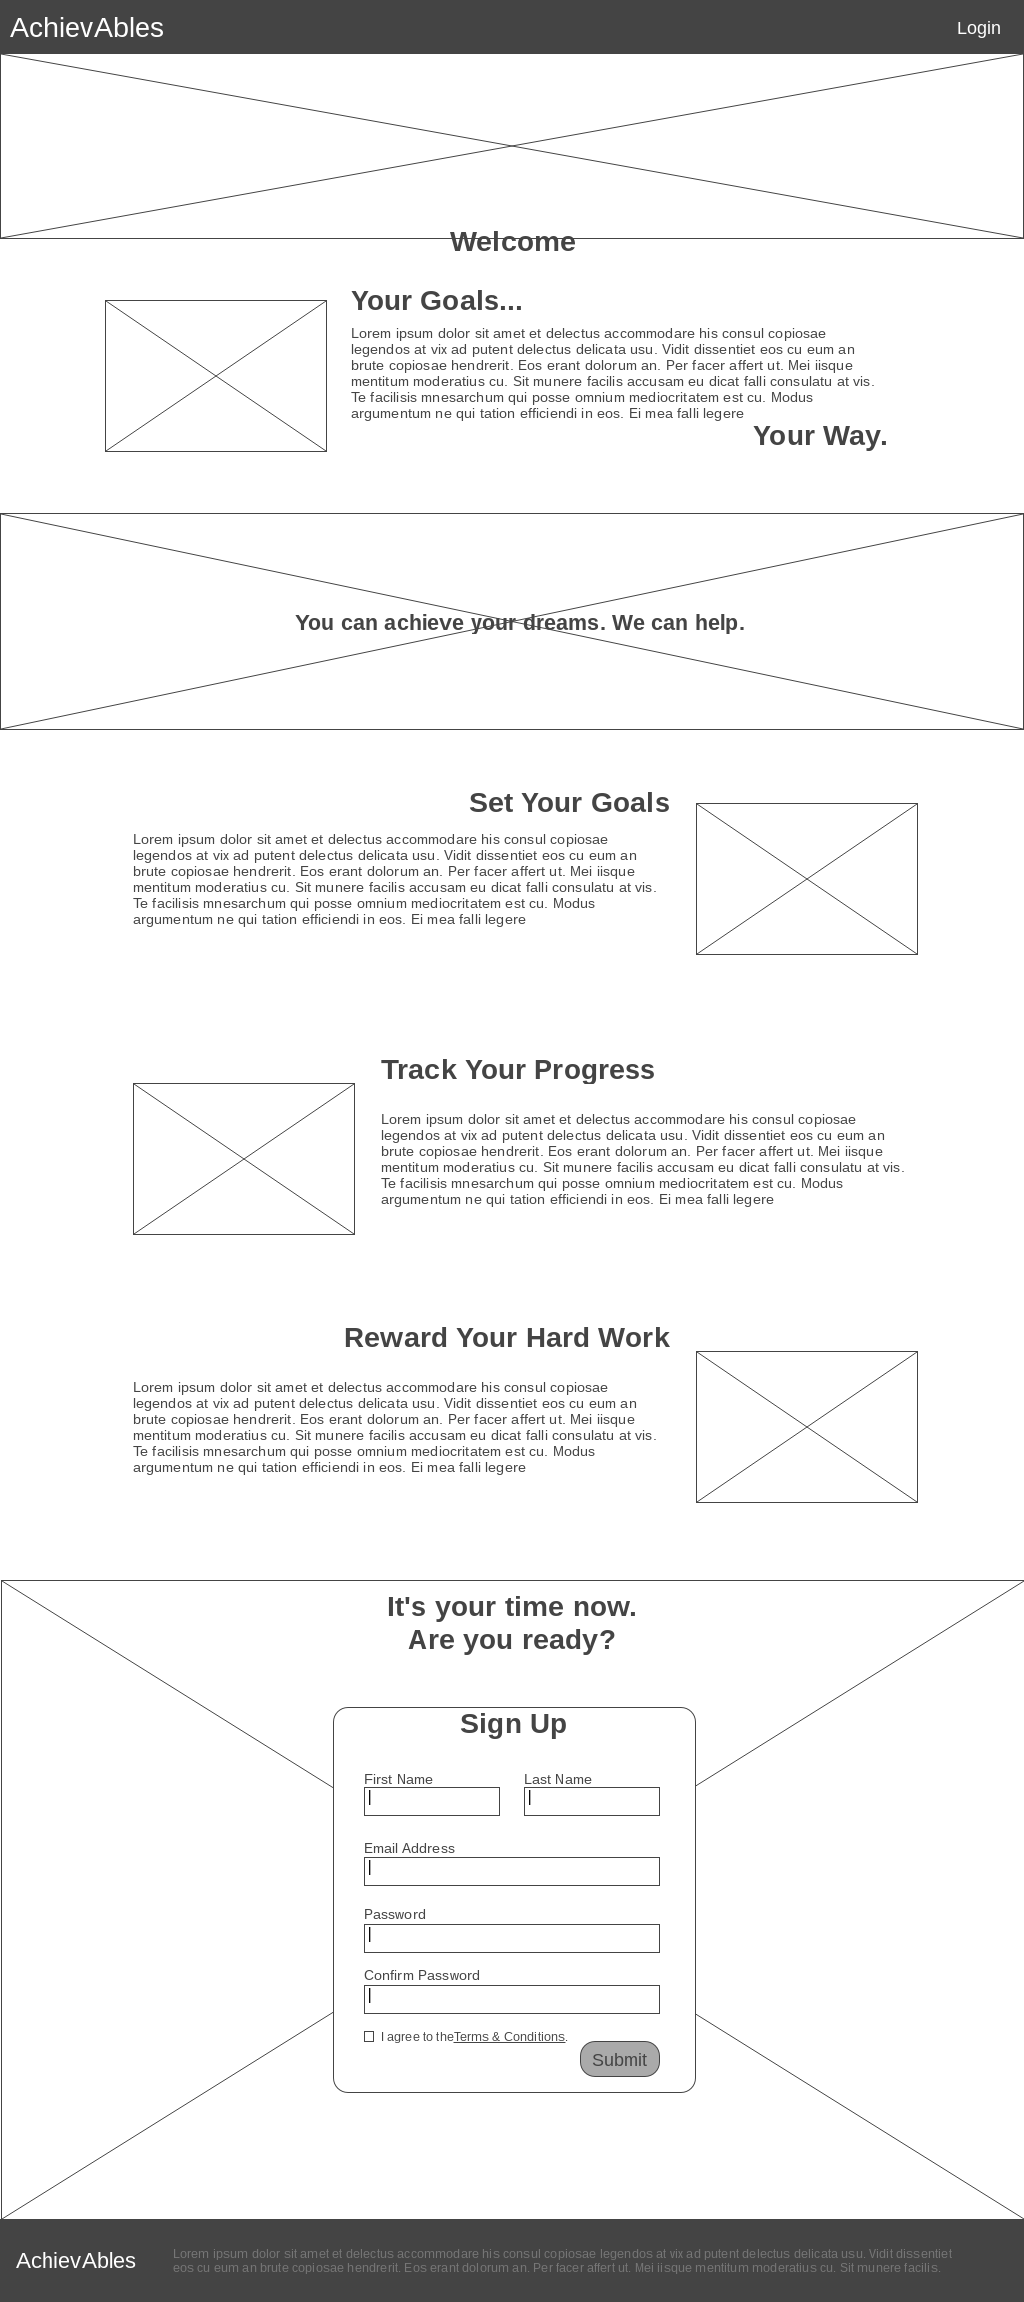 AchievAbles
Login
Welcome
Your Goals...
Lorem ipsum dolor sit amet et delectus accommodare his consul copiosae
legendos at vix ad putent delectus delicata usu. Vidit dissentiet eos cu eum an
brute copiosae hendrerit. Eos erant dolorum an. Per facer affert ut. Mei iisque
mentitum moderatius cu. Sit munere facilis accusam eu dicat falli consulatu at vis.
Te facilisis mnesarchum qui posse omnium mediocritatem est cu. Modus
argumentum ne qui tation efficiendi in eos. Ei mea falli legere
Your Way.
You can achieve your dreams. We can help.
Set Your Goals
Lorem ipsum dolor sit amet et delectus accommodare his consul copiosae
legendos at vix ad putent delectus delicata usu. Vidit dissentiet eos cu eum an
brute copiosae hendrerit. Eos erant dolorum an. Per facer affert ut. Mei iisque
mentitum moderatius cu. Sit munere facilis accusam eu dicat falli consulatu at vis.
Te facilisis mnesarchum qui posse omnium mediocritatem est cu. Modus
argumentum ne qui tation efficiendi in eos. Ei mea falli legere
Track Your Progress
Lorem ipsum dolor sit amet et delectus accommodare his consul copiosae
legendos at vix ad putent delectus delicata usu. Vidit dissentiet eos cu eum an
brute copiosae hendrerit. Eos erant dolorum an. Per facer affert ut. Mei iisque
mentitum moderatius cu. Sit munere facilis accusam eu dicat falli consulatu at vis.
Te facilisis mnesarchum qui posse omnium mediocritatem est cu. Modus
argumentum ne qui tation efficiendi in eos. Ei mea falli legere
Reward Your Hard Work
Lorem ipsum dolor sit amet et delectus accommodare his consul copiosae
legendos at vix ad putent delectus delicata usu. Vidit dissentiet eos cu eum an
brute copiosae hendrerit. Eos erant dolorum an. Per facer affert ut. Mei iisque
mentitum moderatius cu. Sit munere facilis accusam eu dicat falli consulatu at vis.
Te facilisis mnesarchum qui posse omnium mediocritatem est cu. Modus
argumentum ne qui tation efficiendi in eos. Ei mea falli legere
It's your time now.
Are you ready?
Sign Up
First Name
Last Name
Email Address
Password
Confirm Password
I agree to the Terms & Conditions.
Submit
AchievAbles
Lorem ipsum dolor sit amet et delectus accommodare his consul copiosae legendos at vix ad putent delectus delicata usu. Vidit dissentiet
eos cu eum an brute copiosae hendrerit. Eos erant dolorum an. Per facer affert ut. Mei iisque mentitum moderatius cu. Sit munere facilis.